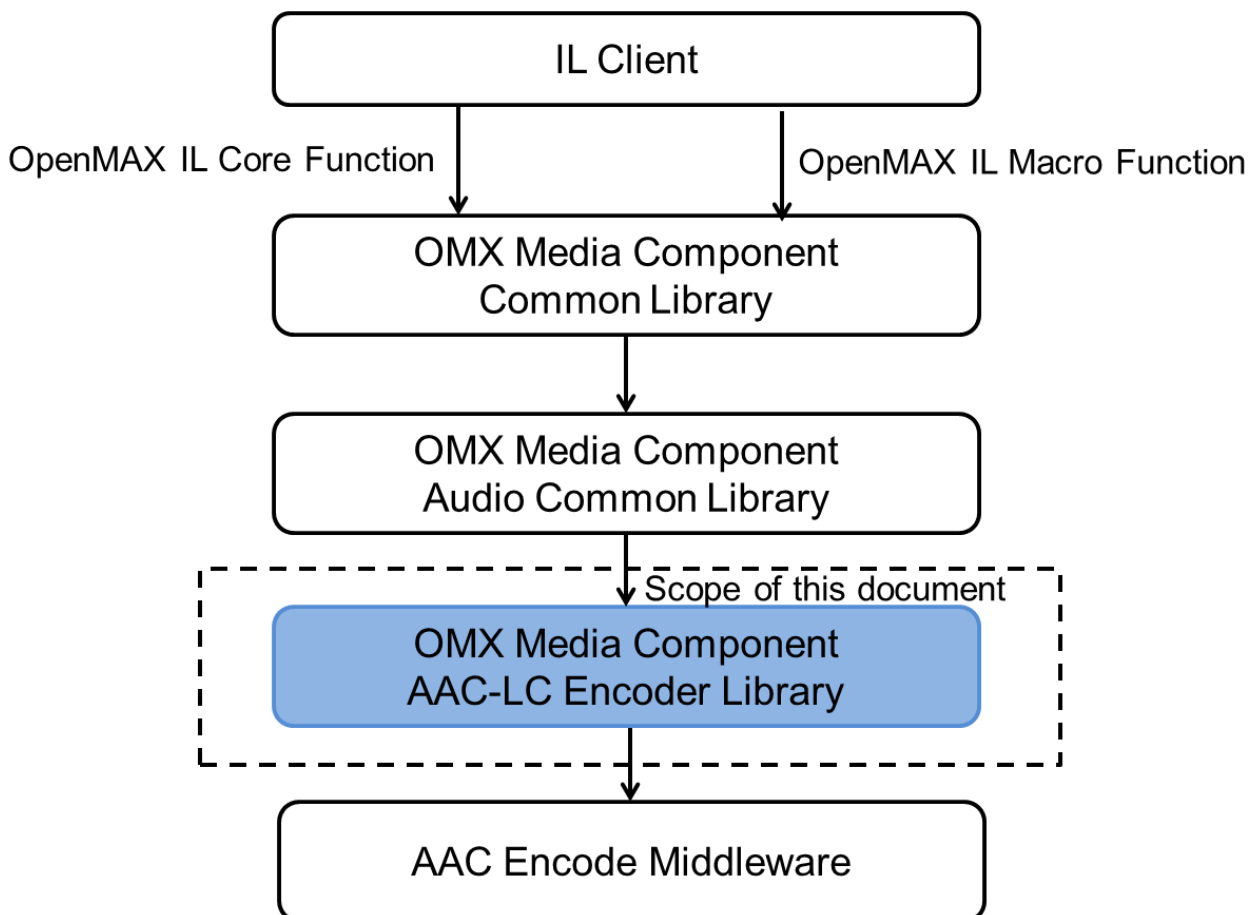 IL Client
OpenMAX IL Core Function
OpenMAX IL Macro Function
OMX Media Component
Common Library
OMX Media Component
Audio Common Library
Scope of this document
OMX Media Component
AAC-LC Encoder Library
AAC Encode Middleware